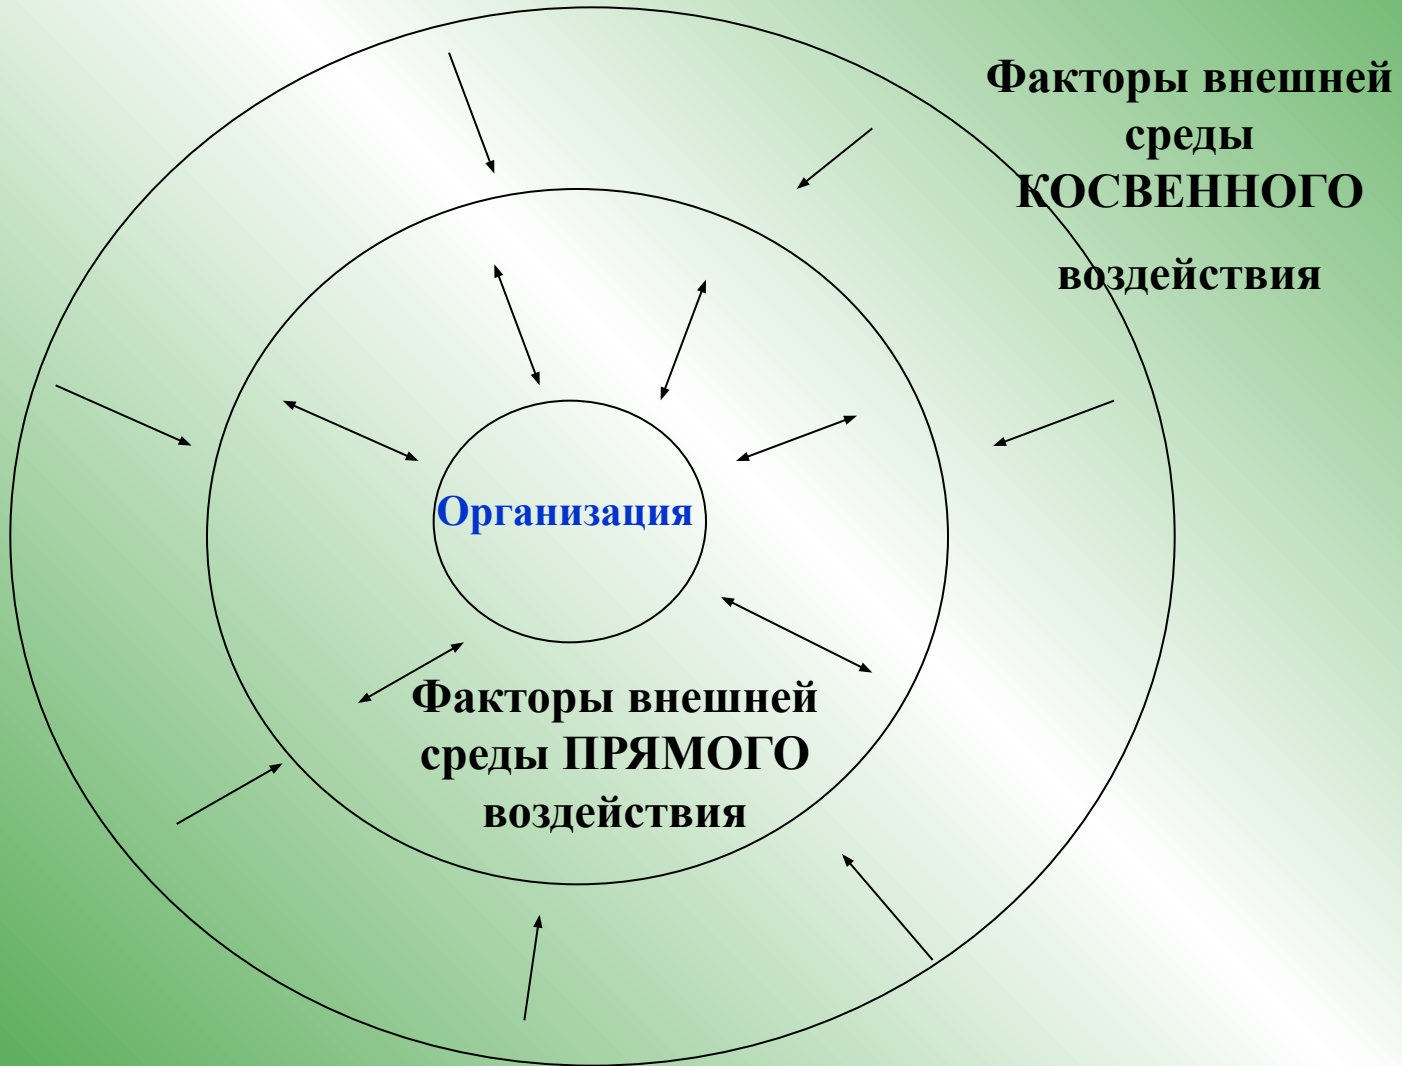 Факторы внешней
среды
КОСВЕННОГО
воздействия
Организация
Факторы внешней
среды ПРЯМОГО
воздействия